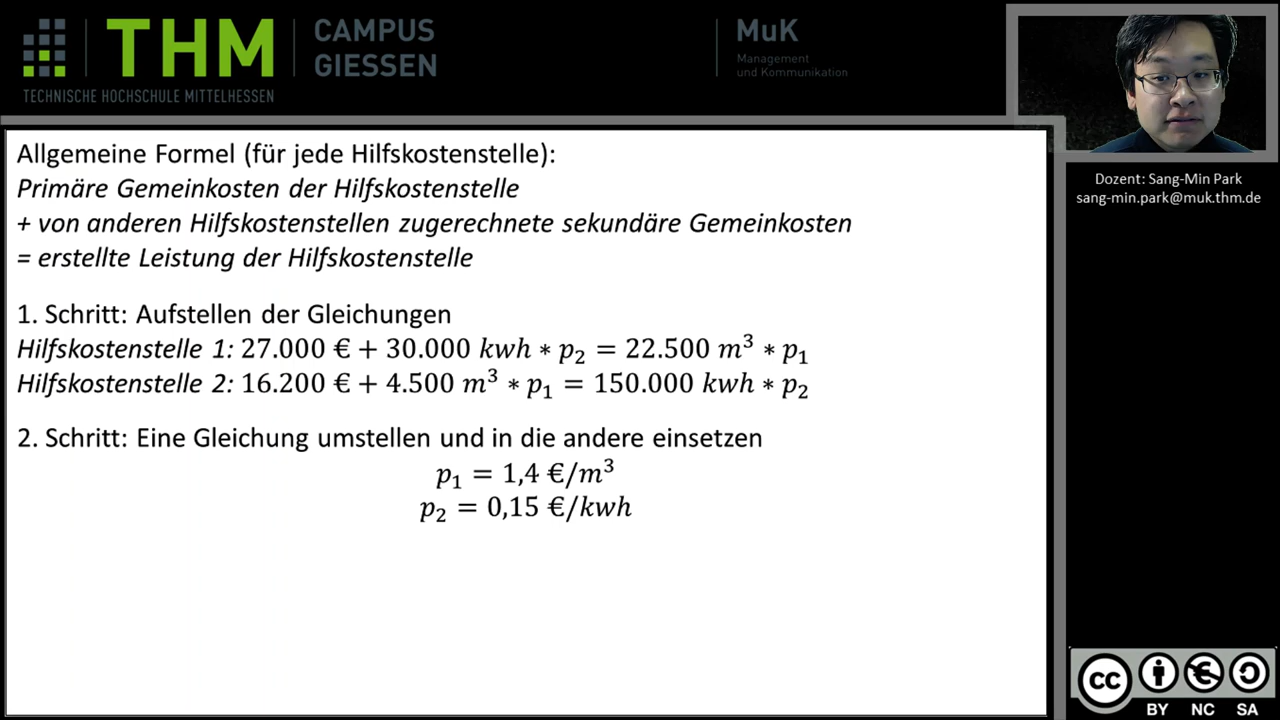 THM
CAMPUS
GIESSEN
TECHNISCHE HOCHSCHULE MITTELHESSEN
MuK
Management
und Kommunikation
Dozent: Sang-Min Park
sang-min.park@muk.thm.de
Allgemeine Formel (für jede Hilfskostenstelle):
Primäre Gemeinkosten der Hilfskostenstelle
+ von anderen Hilfskostenstellen zugerechnete sekundäre Gemeinkosten
= erstellte Leistung der Hilfskostenstelle
1. Schritt: Aufstellen der Gleichungen
Hilfskostenstelle 1: 27.000 € + 30.000 kwh ∗ p₂ = 22.500 m³ ∗ p₁
Hilfskostenstelle 2: 16.200 € + 4.500 m³ ∗ p₁ = 150.000 kwh ∗ p₂
2. Schritt: Eine Gleichung umstellen und in die andere einsetzen
p₁ = 1,4 €/m³
p₂ = 0,15 €/kwh
cc
BY NC SA